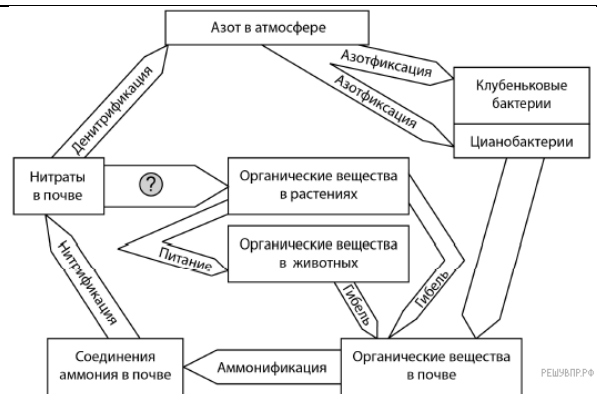 Азот в атмосфере
Денитрификация
Азотфиксация
Азотфиксация
Клубеньковые
бактерии
Цианобактерии
Нитраты
в почве
?
Органические вещества
в растениях
Питание
Органические вещества
в животных
Гибель
Гибель
Нитрификация
Соединения
аммония в почве
Аммонификация
Органические вещества
в почве
РЕШУВПР.РФ